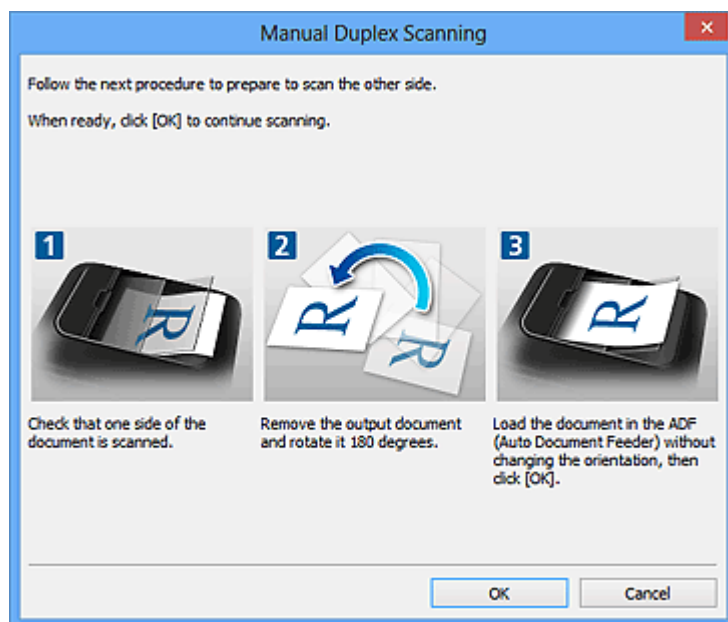 Manual Duplex Scanning
Follow the next procedure to prepare to scan the other side.
When ready, click [OK] to continue scanning.
1
R
Check that one side of the
document is scanned.
2
R
R
Remove the output document
and rotate it 180 degrees.
3
R
Load the document in the ADF
(Auto Document Feeder) without
changing the orientation, then
click [OK].
OK
Cancel